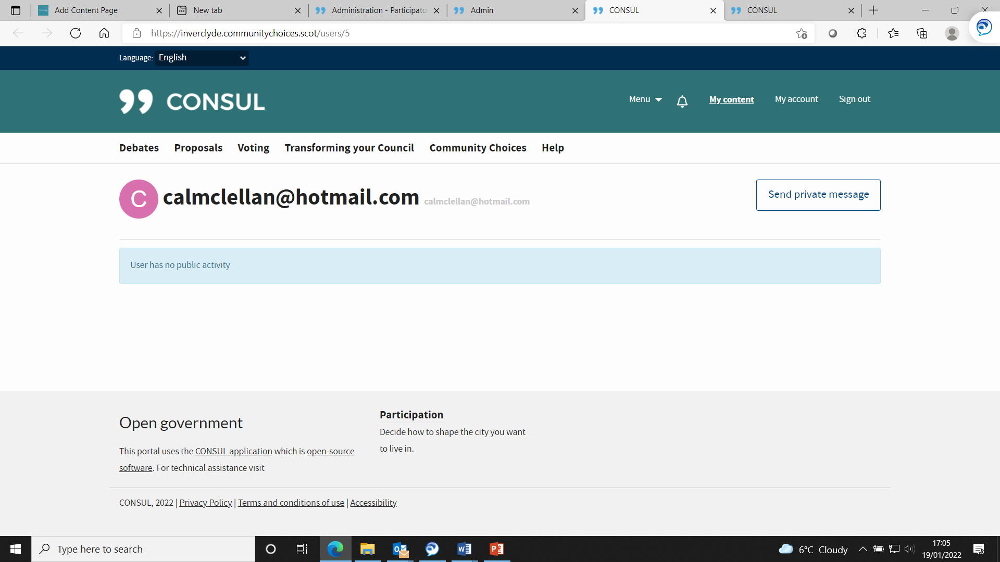 Add Content Page
New tab
Administration - Participato
Admin
CONSUL
CONSUL
https://inverclyde.communitychoices.scot/users/5
Language: English
CONSUL
Menu
My content
My account
Sign out
Debates
Proposals
Voting
Transforming your Council
Community Choices
Help
C
calmclellan@hotmail.com calmclellan@hotmail.com
Send private message
User has no public activity
Open government
This portal uses the CONSUL application which is open-source
software. For technical assistance visit
Participation
Decide how to shape the city you want
to live in.
CONSUL, 2022 | Privacy Policy | Terms and conditions of use | Accessibility
Type here to search
6°C Cloudy
17:05
19/01/2022